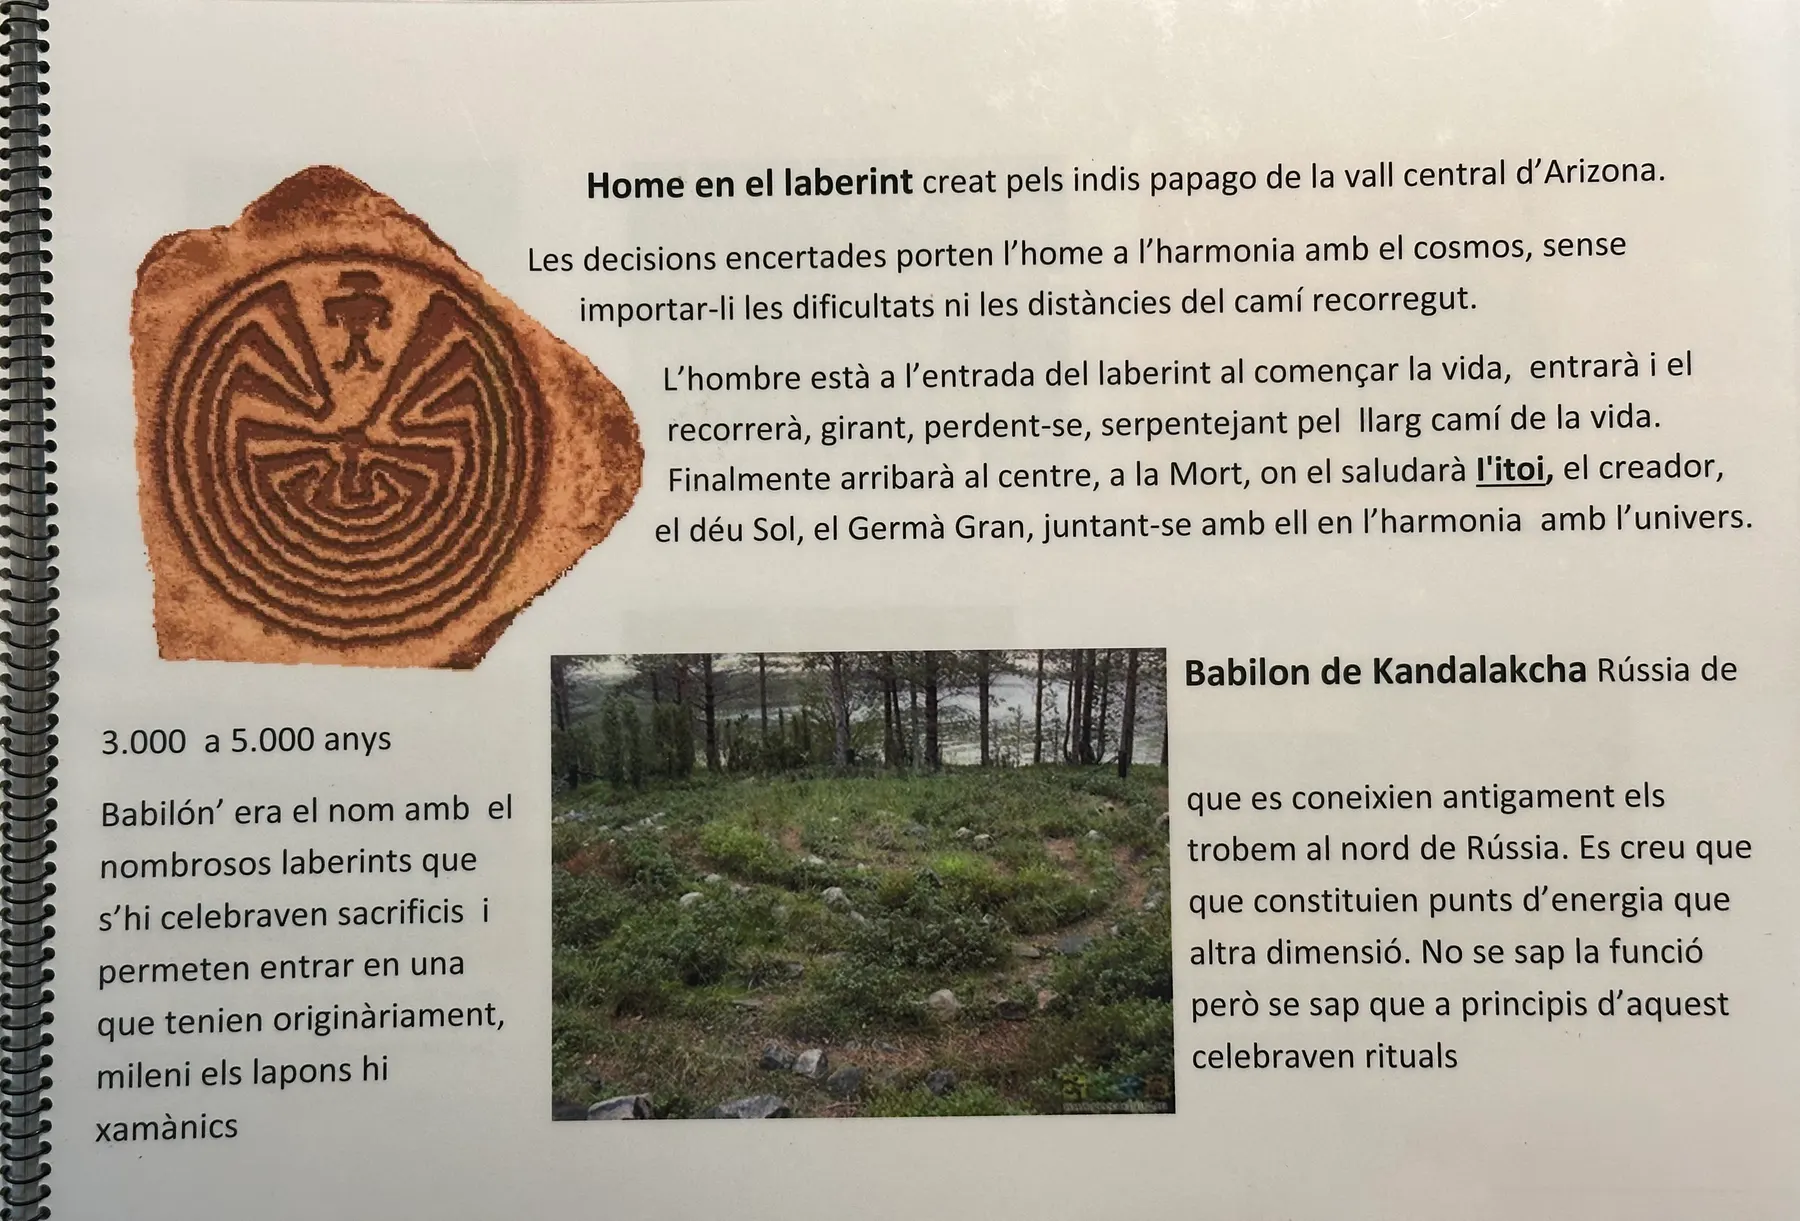 Home en el laberint creat pels indis papago de la vall central d'Arizona.
Les decisions encertades porten l'home a l'harmonia amb el cosmos, sense
importar-li les dificultats ni les distàncies del camí recorregut.
L'hombre està a l'entrada del laberint al començar la vida, entrarà i el
recorrerà, girant, perdent-se, serpentejant pel llarg camí de la vida.
Finalmente arribarà al centre, a la Mort, on el saludarà l'itoi, el creador,
el déu Sol, el Germà Gran, juntant-se amb ell en l'harmonia amb l'univers.
Babilon de Kandalakcha Rússia de
3.000 a 5.000 anys
Babilón' era el nom amb el que es coneixien antigament els
nombrosos laberints que trobem al nord de Rússia. Es creu que
s'hi celebraven sacrificis i que constituien punts d'energia que
permeten entrar en una altra dimensió. No se sap la funció
que tenien originàriament, però se sap que a principis d'aquest
mileni els lapons hi celebraven rituals
xamànics